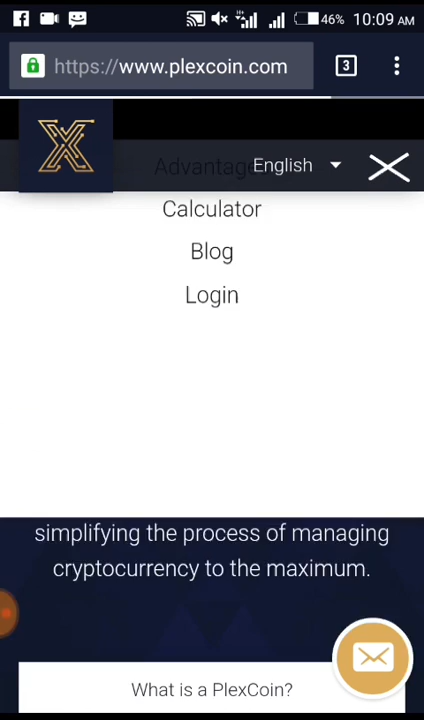 46% 10:09 AM
https://www.plexcoin.com 3
Advantages English
Calculator
Blog
Login
simplifying the process of managing
cryptocurrency to the maximum.
What is a PlexCoin?